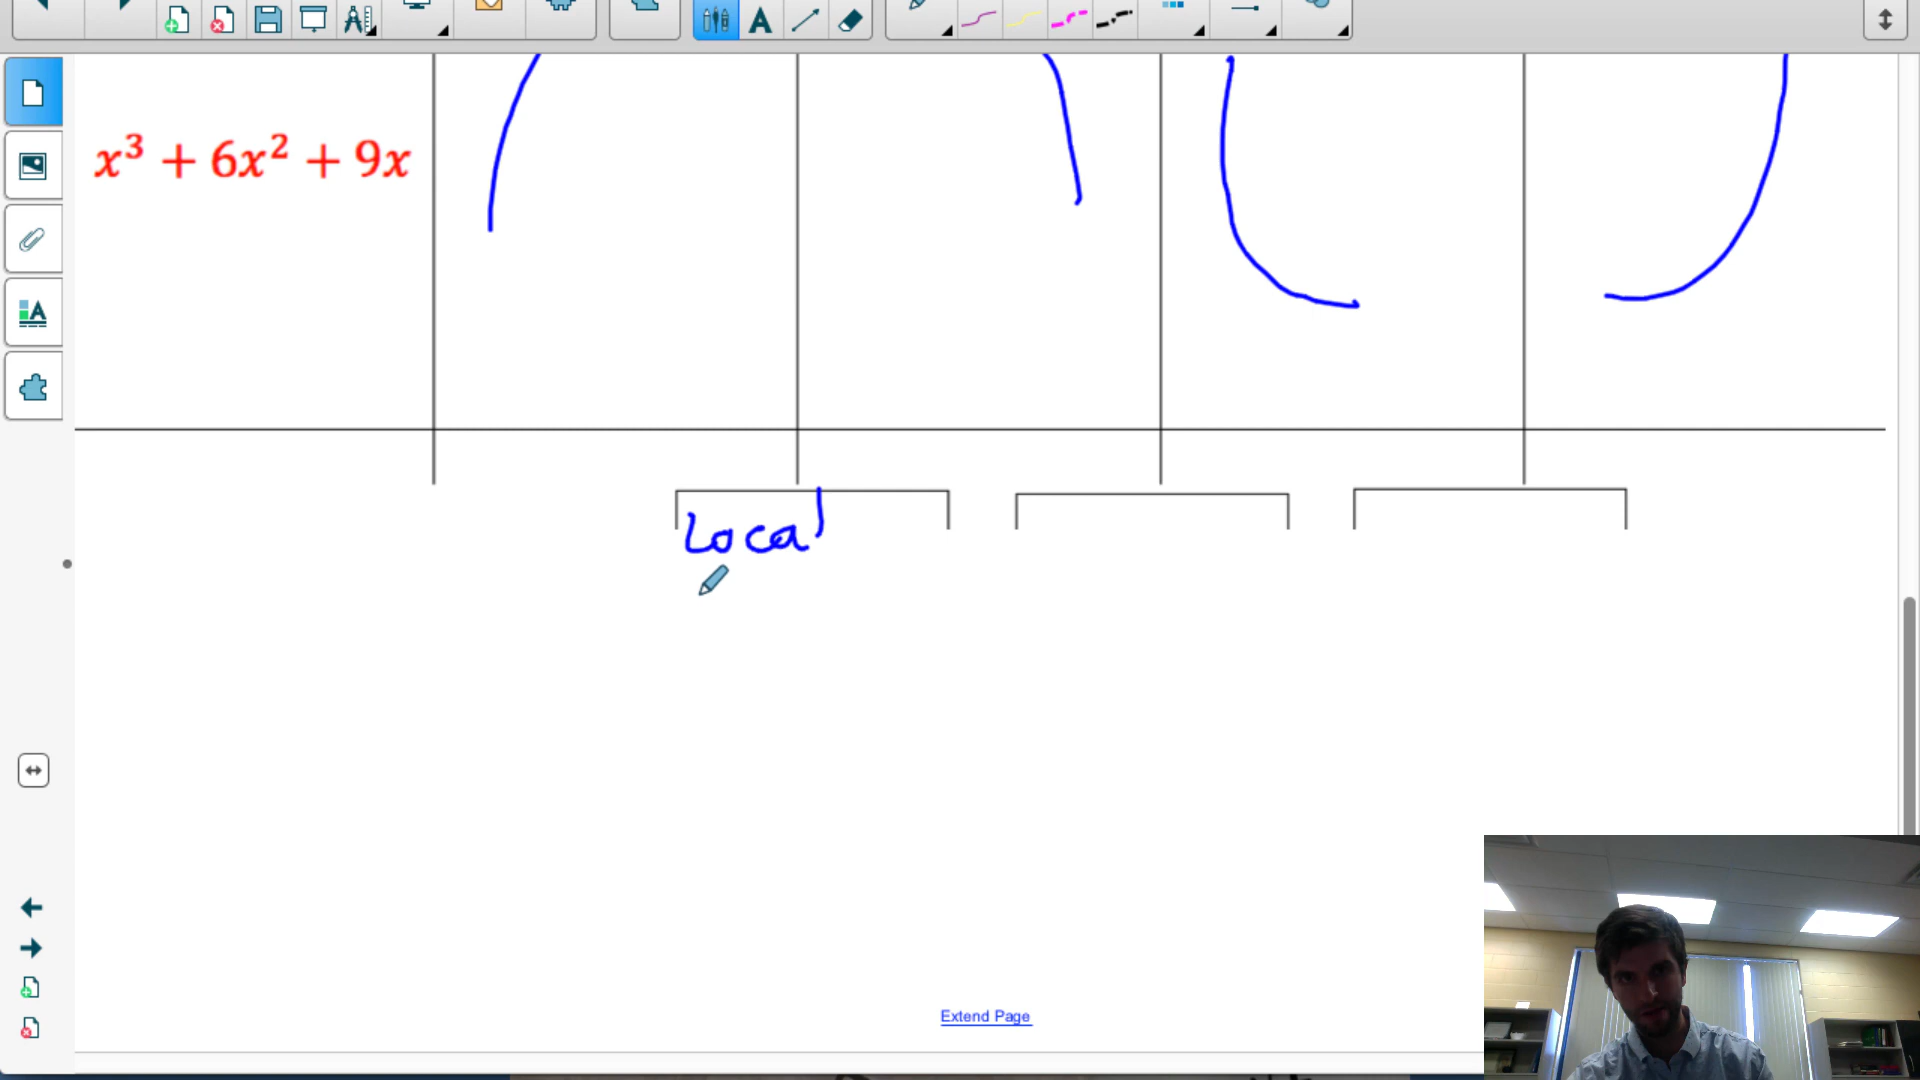 x³ + 6x² + 9x
Local
Extend Page